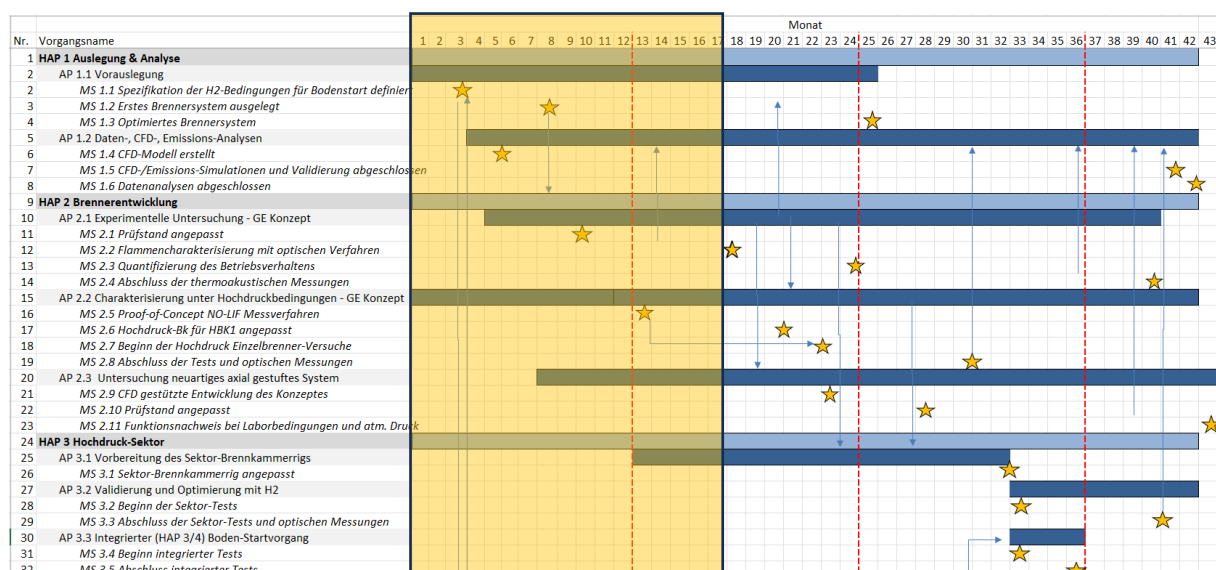 Monat
Nr. Vorgangsname 1 2 3 4 5 6 7 8 9 10 11 12 13 14 15 16 17 18 19 20 21 22 23 24 25 26 27 28 29 30 31 32 33 34 35 36 37 38 39 40 41 42 43
1 HAP 1 Auslegung & Analyse
2 AP 1.1 Vorauslegung
2 MS 1.1 Spezifikation der H2-Bedingungen für Bodenstart definiert
3 MS 1.2 Erstes Brennersystem ausgelegt
4 MS 1.3 Optimiertes Brennersystem
5 AP 1.2 Daten-, CFD-, Emissions-Analysen
6 MS 1.4 CFD-Modell erstellt
7 MS 1.5 CFD-/Emissions-Simulationen und Validierung abgeschlossen
8 MS 1.6 Datenanalysen abgeschlossen
9 HAP 2 Brennerentwicklung
10 AP 2.1 Experimentelle Untersuchung - GE Konzept
11 MS 2.1 Prüfstand angepasst
12 MS 2.2 Flammencharakterisierung mit optischen Verfahren
13 MS 2.3 Quantifizierung des Betriebsverhaltens
14 MS 2.4 Abschluss der thermoakustischen Messungen
15 AP 2.2 Charakterisierung unter Hochdruckbedingungen - GE Konzept
16 MS 2.5 Proof-of-Concept NO-LIF Messverfahren
17 MS 2.6 Hochdruck-Bk für HBK1 angepasst
18 MS 2.7 Beginn der Hochdruck Einzelbrenner-Versuche
19 MS 2.8 Abschluss der Tests und optischen Messungen
20 AP 2.3 Untersuchung neuartiges axial gestuftes System
21 MS 2.9 CFD gestützte Entwicklung des Konzeptes
22 MS 2.10 Prüfstand angepasst
23 MS 2.11 Funktionsnachweis bei Laborbedingungen und atm. Druck
24 HAP 3 Hochdruck-Sektor
25 AP 3.1 Vorbereitung des Sektor-Brennkammerrigs
26 MS 3.1 Sektor-Brennkammerrig angepasst
27 AP 3.2 Validierung und Optimierung mit H2
28 MS 3.2 Beginn der Sektor-Tests
29 MS 3.3 Abschluss der Sektor-Tests und optischen Messungen
30 AP 3.3 Integrierter (HAP 3/4) Boden-Startvorgang
31 MS 3.4 Beginn integrierter Tests
32 MS 3.5 Abschluss integrierter Tests